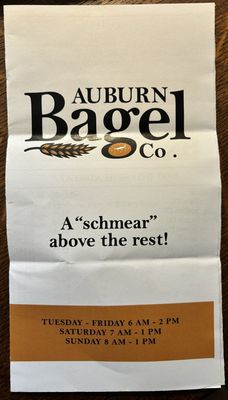 AUBURN
Bagel
Co.
A "schmear"
above the rest!
TUESDAY - FRIDAY 6 AM - 2 PM
SATURDAY 7 AM - 1 PM
SUNDAY 8 AM - 1 PM